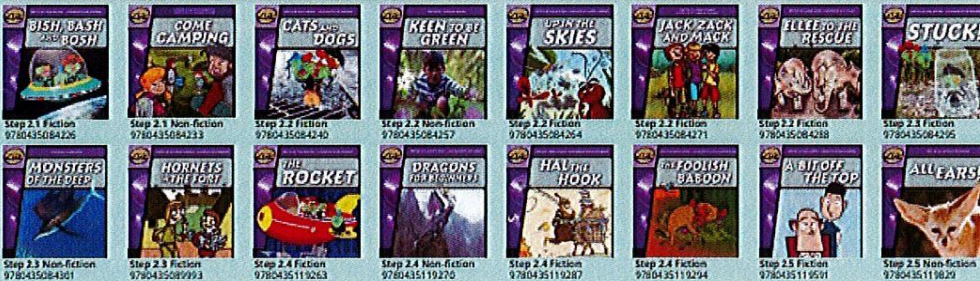 BISH, BASH
AND BOSH
COME
CAMPING
CATS AND
DOGS
KEEN TO BE
GREEN
UP IN THE
SKIES
JACK, ZACK
AND MACK
ELLEE TO THE
RESCUE
STUCK
Step 2.1 Fiction
9780435084226
Step 2.1 Non-fiction
9780435084233
Step 2.2 Fiction
9780435084240
Step 2.2 Non-fiction
9780435084257
Step 2.2 Fiction
9780435084264
Step 2.2 Fiction
9780435084271
Step 2.2 Fiction
9780435084288
Step 2.3 Fiction
9780435084295
MONSTERS
OF THE DEEP
HORNETS
IN THE FORT
THE
ROCKET
DRAGONS
FOR BEGINNERS
HAL THE
HOOK
THE FOOLISH
BABOON
A BIT OFF
THE TOP
ALL EARS!
Step 2.3 Non-fiction
9780435084301
Step 2.3 Fiction
9780435089993
Step 2.4 Fiction
9780435119263
Step 2.4 Non-fiction
9780435119270
Step 2.4 Fiction
9780435119287
Step 2.4 Fiction
9780435119294
Step 2.5 Fiction
9780435119591
Step 2.5 Non-fiction
9780435119829